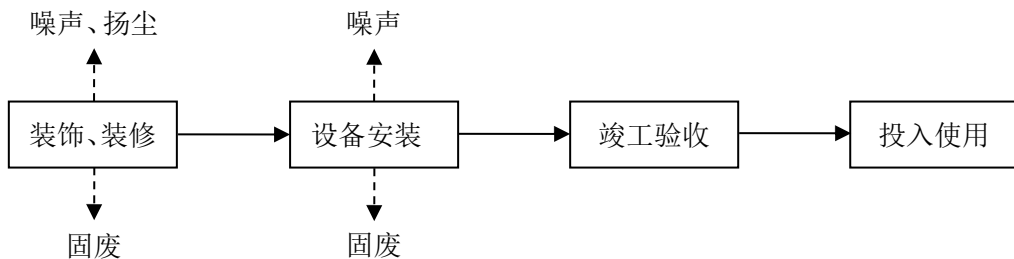 噪声、扬尘
噪声
装饰、装修
设备安装
竣工验收
投入使用
固废
固废